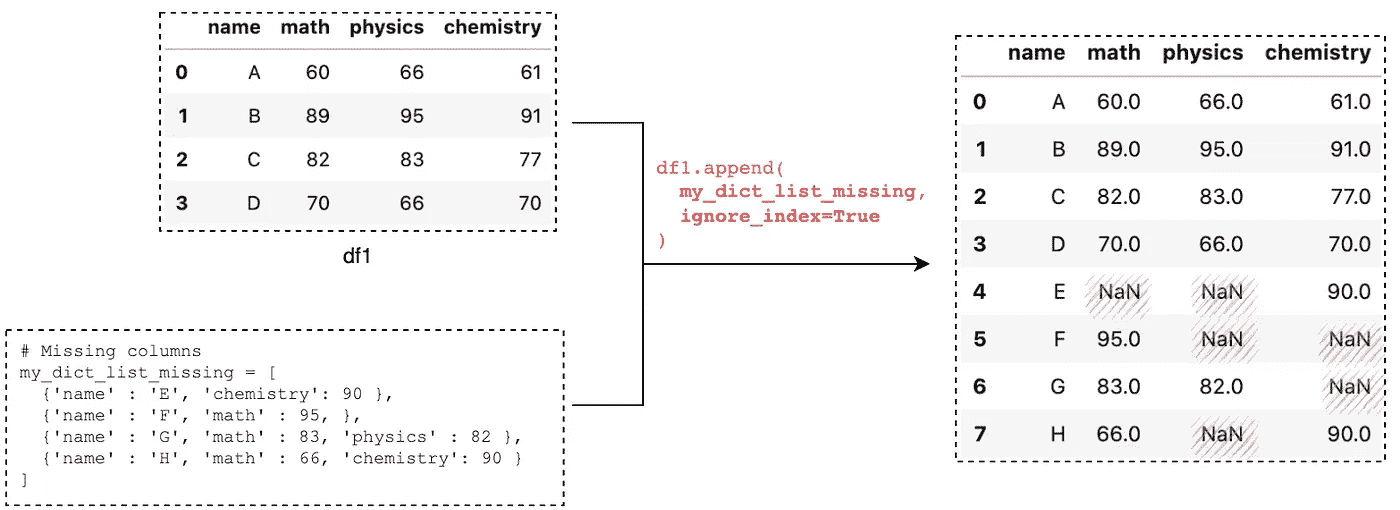 name math physics chemistry
0 A 60 66 61
1 B 89 95 91
2 C 82 83 77
3 D 70 66 70
df1
# Missing columns
my_dict_list_missing = [
{'name' : 'E', 'chemistry': 90 },
{'name' : 'F', 'math' : 95, },
{'name' : 'G', 'math' : 83, 'physics' : 82 },
{'name' : 'H', 'math' : 66, 'chemistry': 90 }
]
df1.append(
my_dict_list_missing,
ignore_index=True
)
name math physics chemistry
0 A 60.0 66.0 61.0
1 B 89.0 95.0 91.0
2 C 82.0 83.0 77.0
3 D 70.0 66.0 70.0
4 E NaN NaN 90.0
5 F 95.0 NaN NaN
6 G 83.0 82.0 NaN
7 H 66.0 NaN 90.0